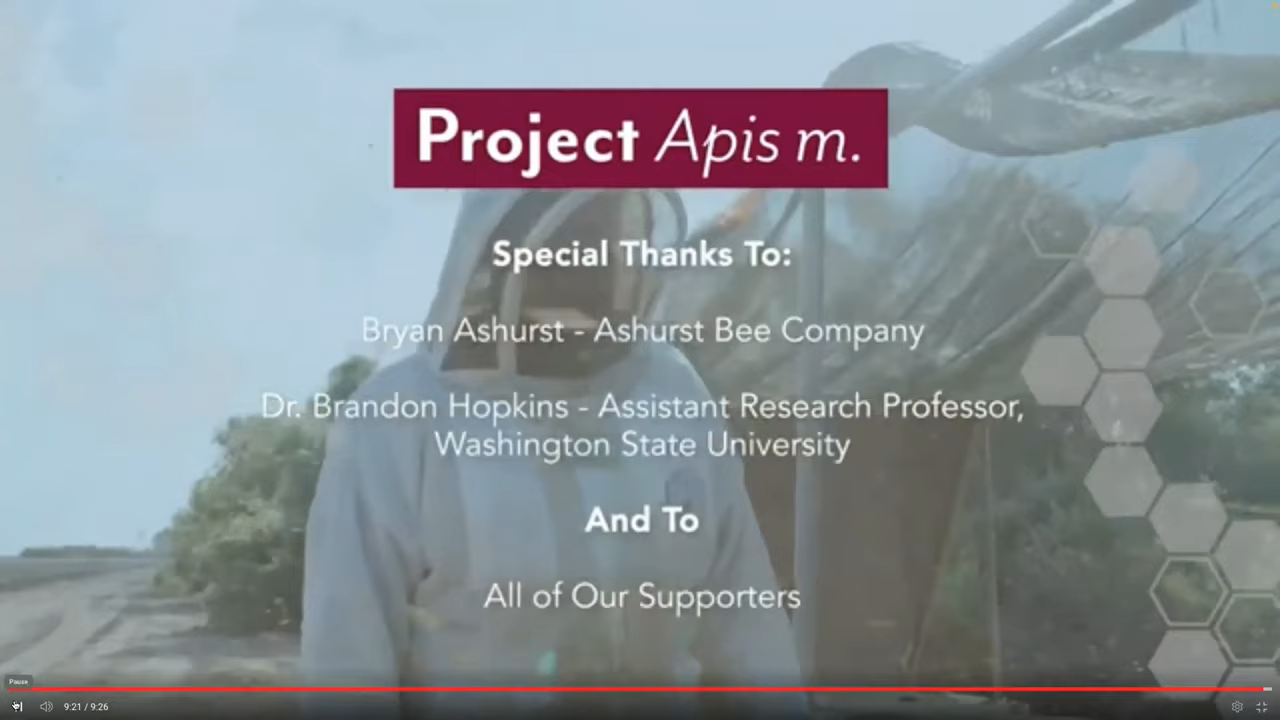 Project Apis m.
Special Thanks To:
Bryan Ashurst - Ashurst Bee Company
Dr. Brandon Hopkins - Assistant Research Professor,
Washington State University
And To
All of Our Supporters
Pause
9:21 / 9:26